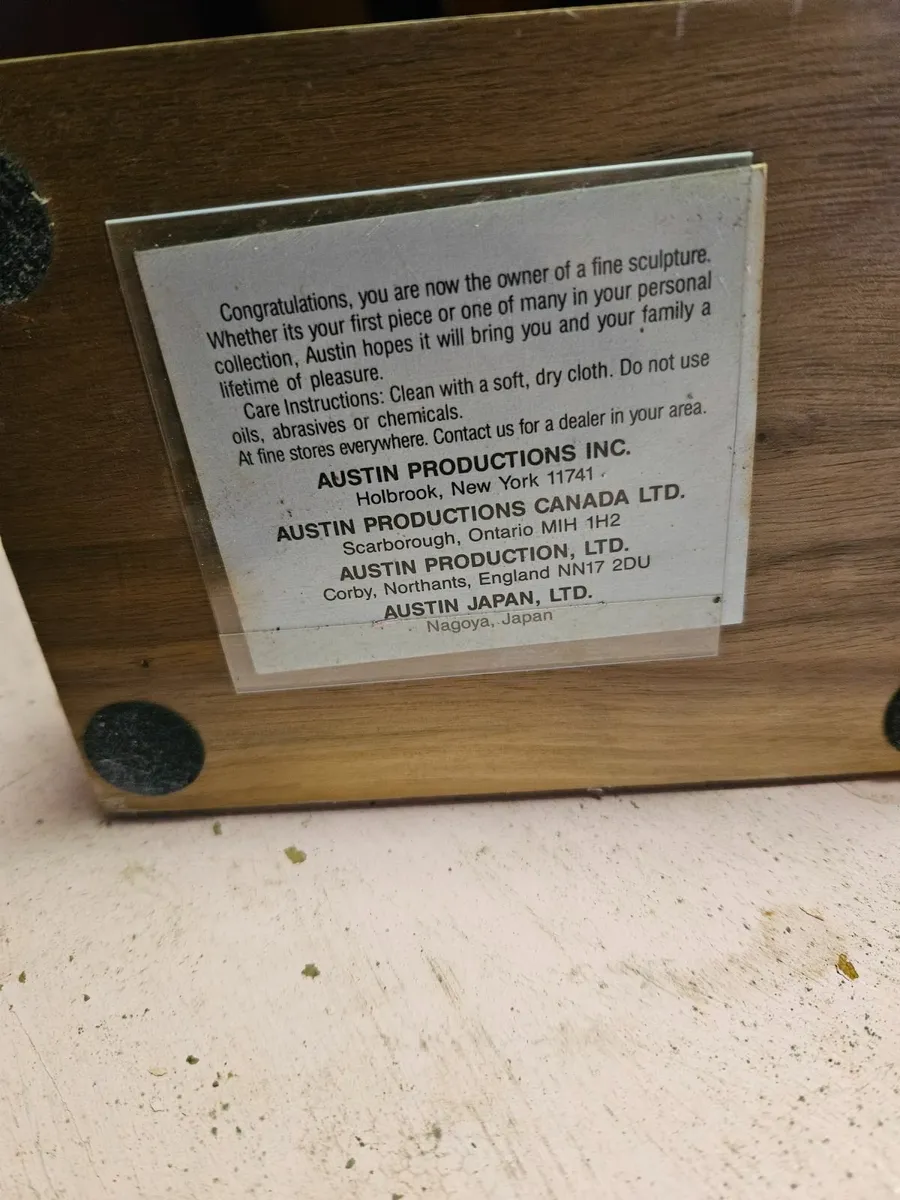 Congratulations, you are now the owner of a fine sculpture.
Whether its your first piece or one of many in your personal
collection, Austin hopes it will bring you and your family a
lifetime of pleasure.
Care Instructions: Clean with a soft, dry cloth. Do not use
oils, abrasives or chemicals.
At fine stores everywhere. Contact us for a dealer in your area.
AUSTIN PRODUCTIONS INC.
Holbrook, New York 11741
AUSTIN PRODUCTIONS CANADA LTD.
Scarborough, Ontario MIH 1H2
AUSTIN PRODUCTION, LTD.
Corby, Northants, England NN17 2DU
AUSTIN JAPAN, LTD.
Nagoya, Japan